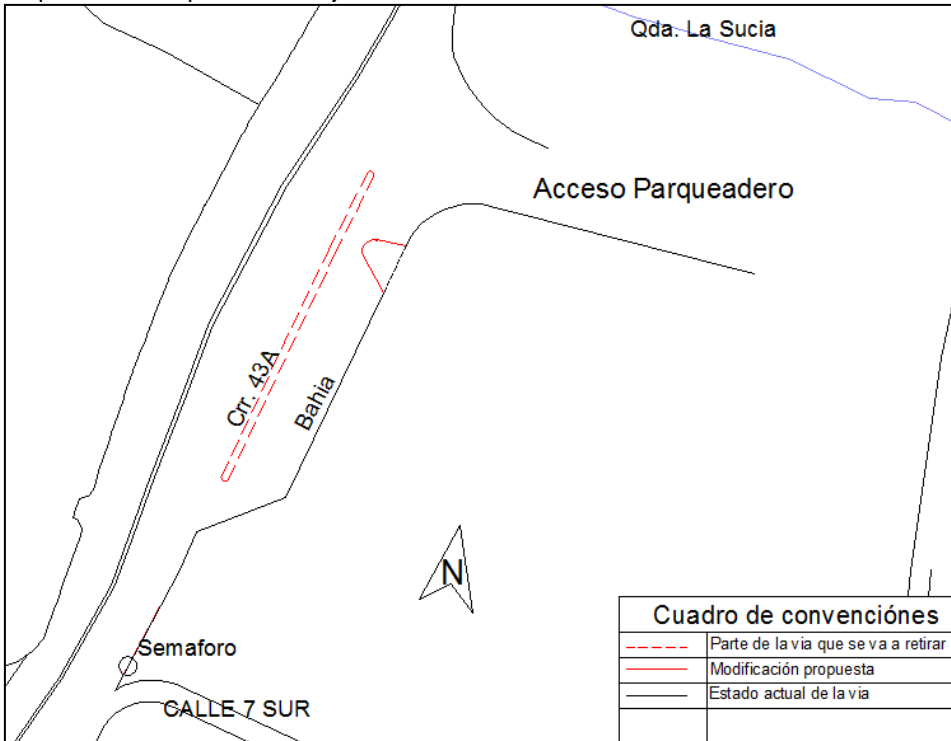 Qda. La Sucia
Acceso Parqueadero
Crr. 43A
Bahia
N
Semaforo
CALLE 7 SUR
Cuadro de convenciónes
Parte de la via que se va a retirar
Modificación propuesta
Estado actual de la via